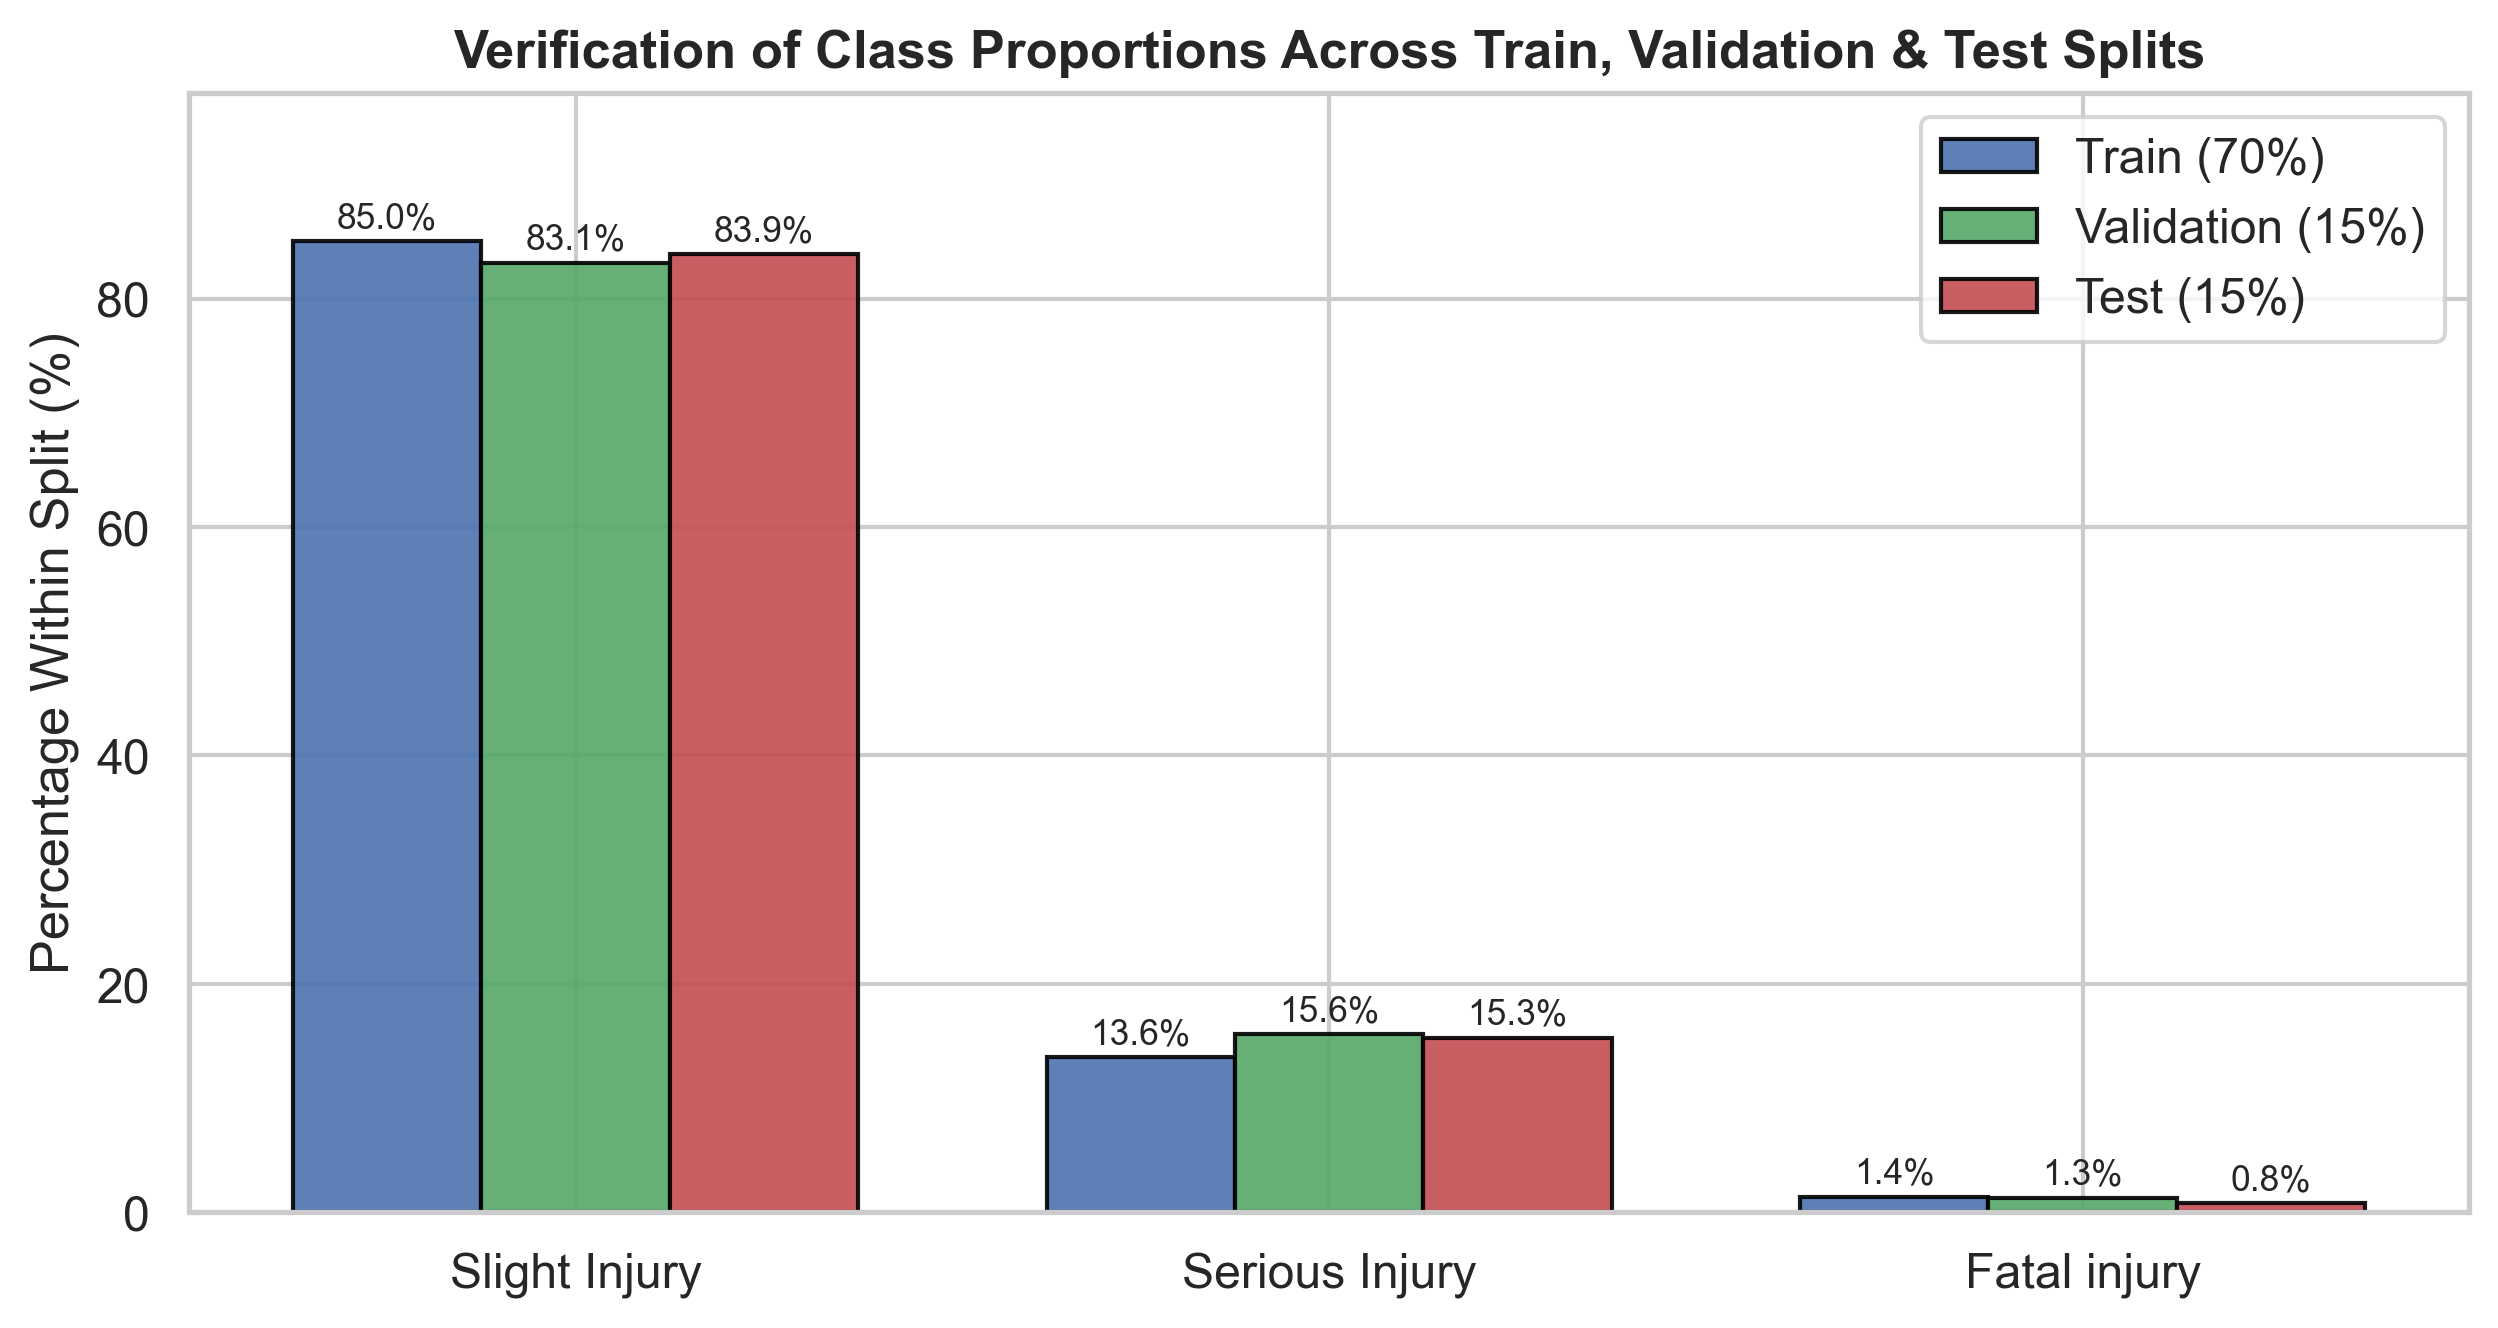 Verification of Class Proportions Across Train, Validation & Test Splits
Train (70%)
Validation (15%)
Test (15%)
Percentage Within Split (%)
80
60
40
20
0
85.0%
83.1%
83.9%
13.6%
15.6%
15.3%
1.4%
1.3%
0.8%
Slight Injury
Serious Injury
Fatal injury